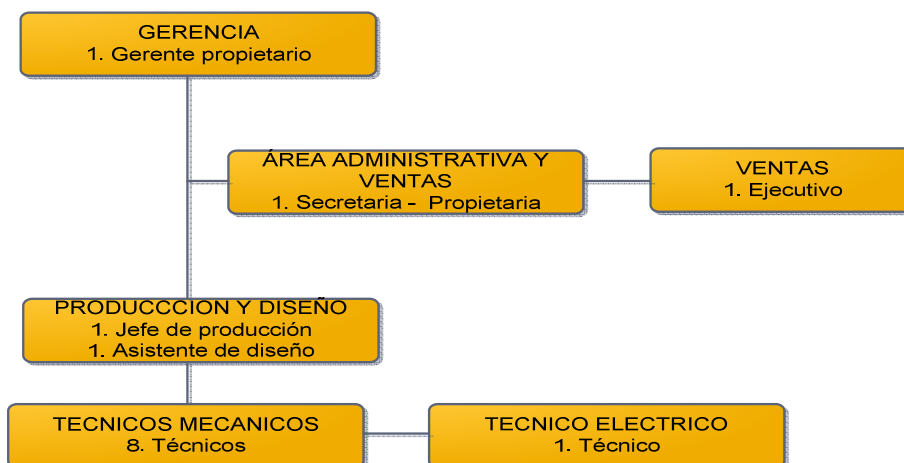 GERENCIA
1. Gerente propietario
ÁREA ADMINISTRATIVA Y
VENTAS
1. Secretaria - Propietaria
VENTAS
1. Ejecutivo
PRODUCCCION Y DISEÑO
1. Jefe de producción
1. Asistente de diseño
TECNICOS MECANICOS
8. Técnicos
TECNICO ELECTRICO
1. Técnico